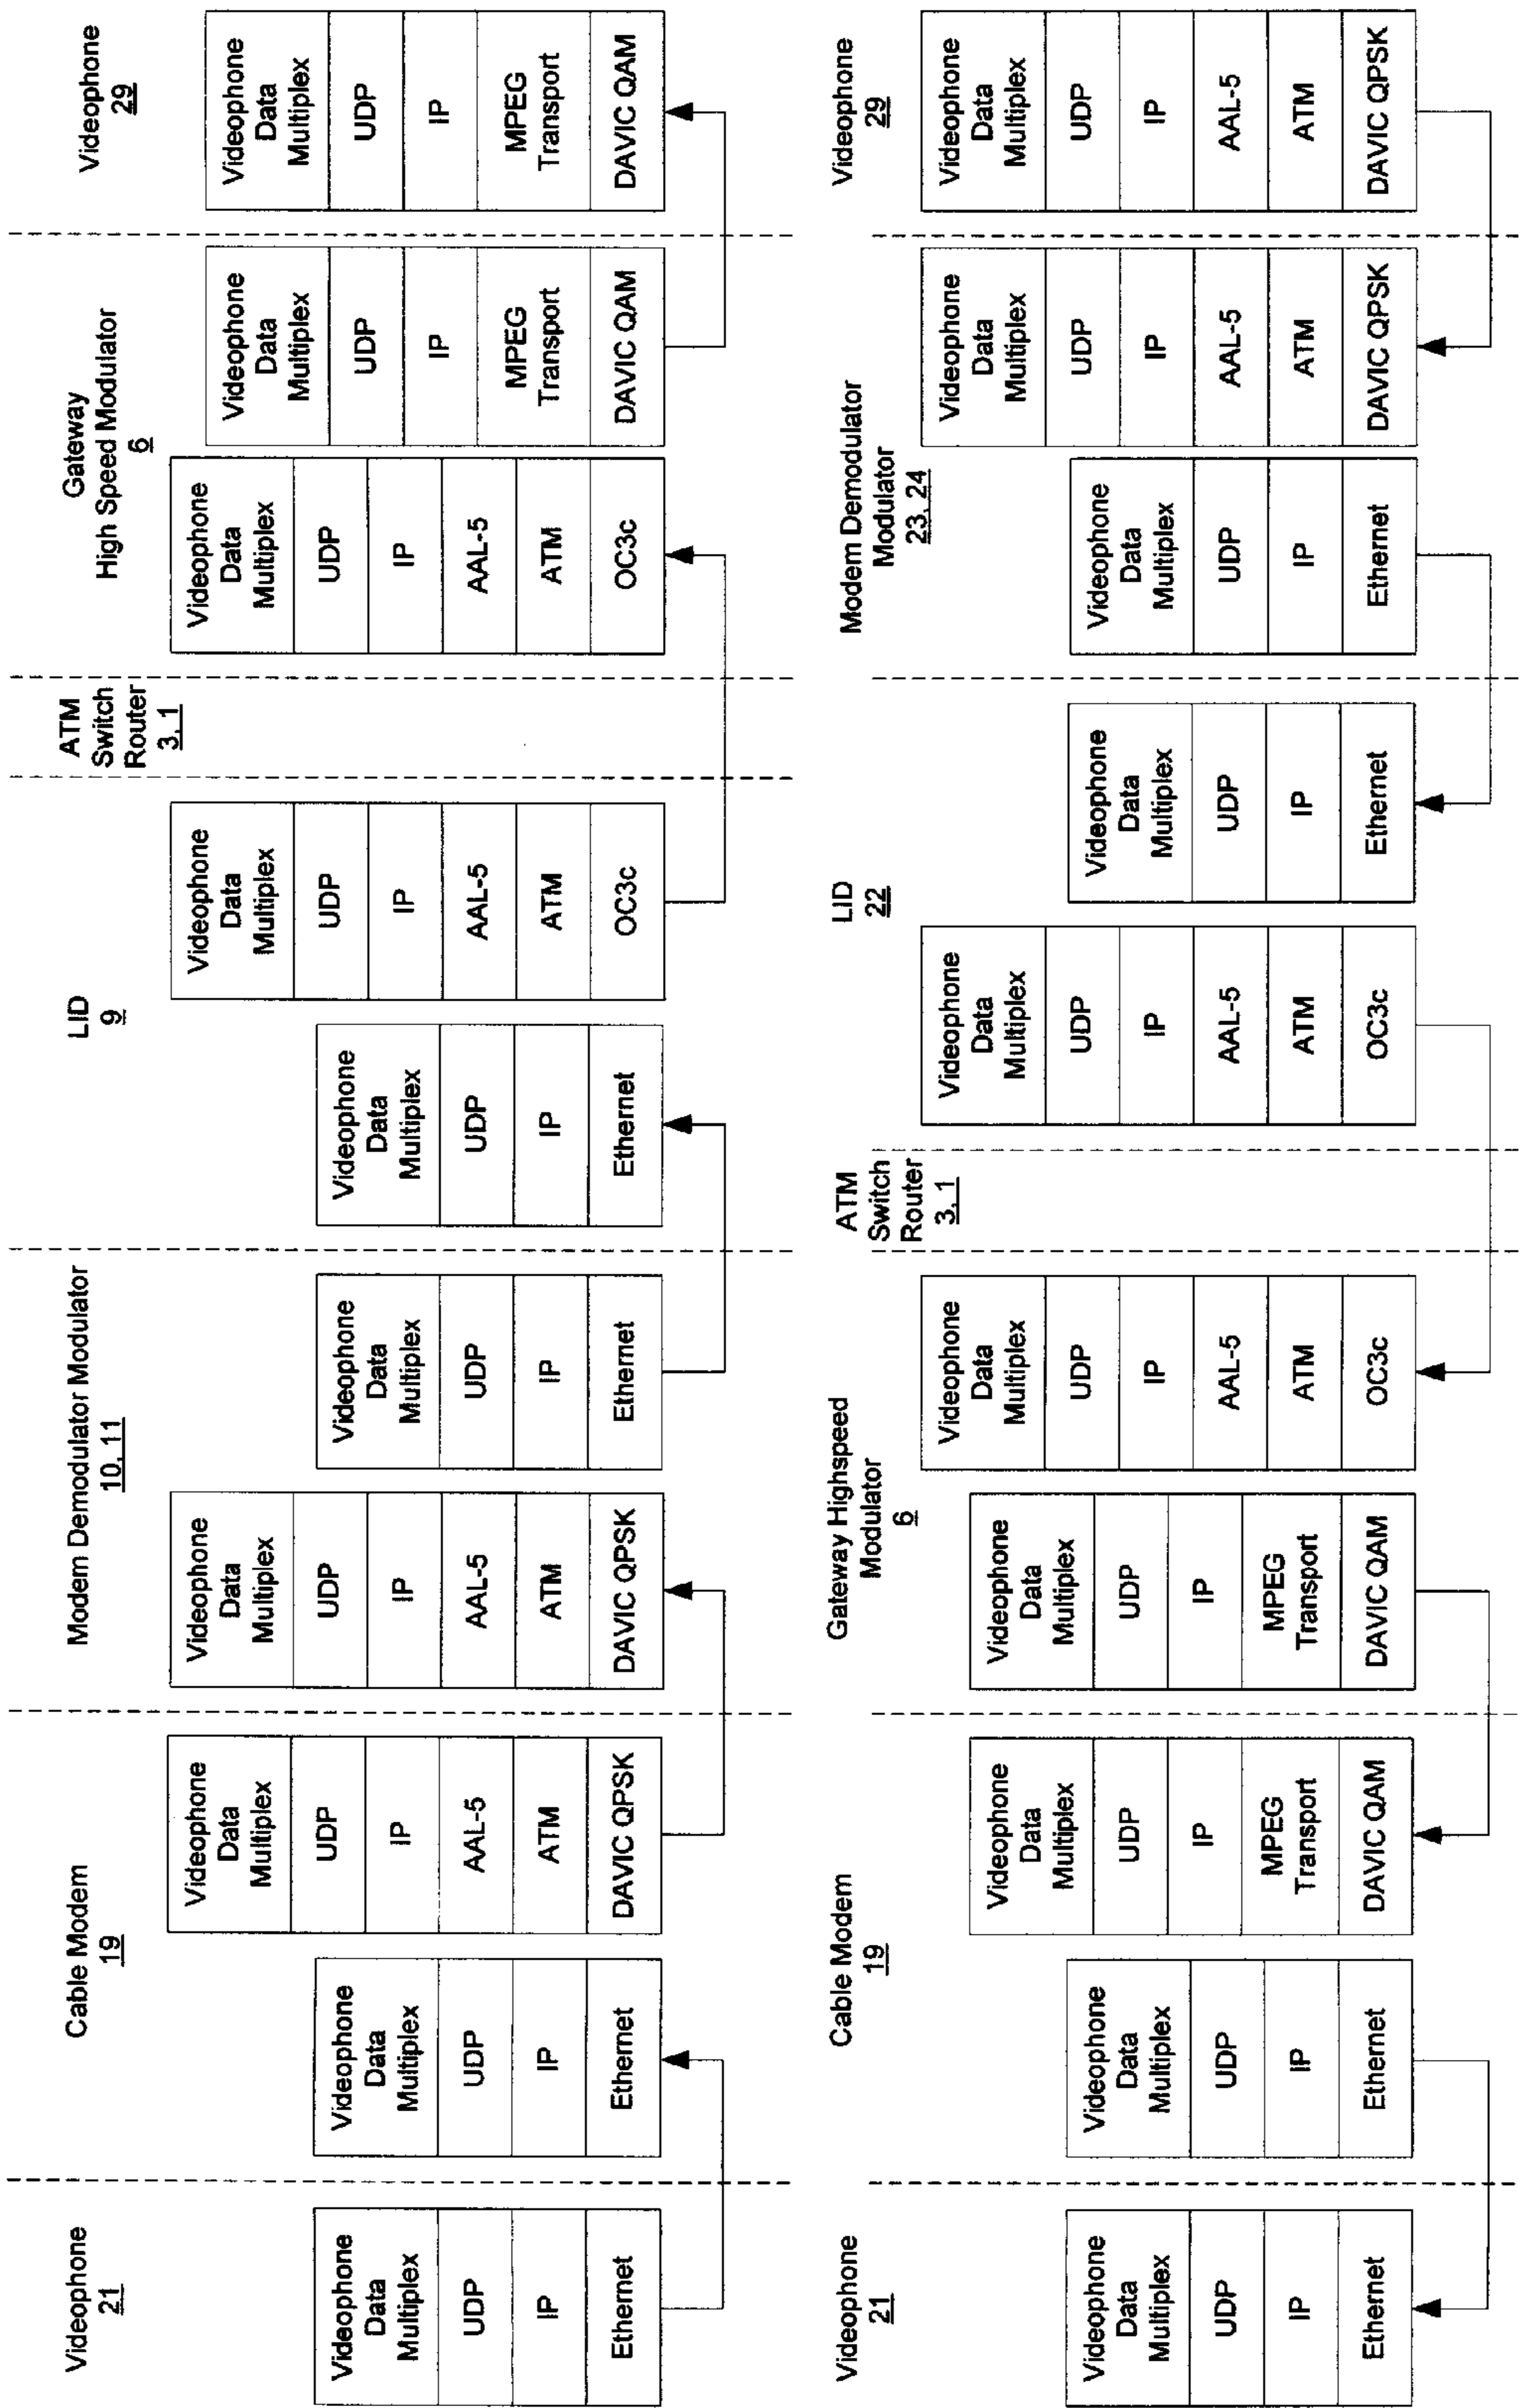 Videophone
21
Videophone
Data
Multiplex
UDP
IP
Ethernet
Cable Modem
19
Videophone
Data
Multiplex
UDP
IP
Ethernet
Videophone
Data
Multiplex
UDP
IP
AAL-5
ATM
DAVIC QPSK
Modem Demodulator Modulator
10, 11
Videophone
Data
Multiplex
UDP
IP
AAL-5
ATM
DAVIC QPSK
Videophone
Data
Multiplex
UDP
IP
Ethernet
LID
9
Videophone
Data
Multiplex
UDP
IP
Ethernet
Videophone
Data
Multiplex
UDP
IP
AAL-5
ATM
OC3c
ATM
Switch
Router
3, 1
Gateway
High Speed Modulator
6
Videophone
Data
Multiplex
UDP
IP
AAL-5
ATM
OC3c
Videophone
Data
Multiplex
UDP
IP
MPEG
Transport
DAVIC QAM
Videophone
29
Videophone
Data
Multiplex
UDP
IP
MPEG
Transport
DAVIC QAM
Videophone
21
Videophone
Data
Multiplex
UDP
IP
Ethernet
Cable Modem
19
Videophone
Data
Multiplex
UDP
IP
Ethernet
Videophone
Data
Multiplex
UDP
IP
MPEG
Transport
DAVIC QAM
Gateway Highspeed
Modulator
6
Videophone
Data
Multiplex
UDP
IP
MPEG
Transport
DAVIC QAM
Videophone
Data
Multiplex
UDP
IP
AAL-5
ATM
OC3c
ATM
Switch
Router
3, 1
LID
22
Videophone
Data
Multiplex
UDP
IP
AAL-5
ATM
OC3c
Videophone
Data
Multiplex
UDP
IP
Ethernet
Modem Demodulator
Modulator
23, 24
Videophone
Data
Multiplex
UDP
IP
Ethernet
Videophone
Data
Multiplex
UDP
IP
AAL-5
ATM
DAVIC QPSK
Videophone
29
Videophone
Data
Multiplex
UDP
IP
AAL-5
ATM
DAVIC QPSK